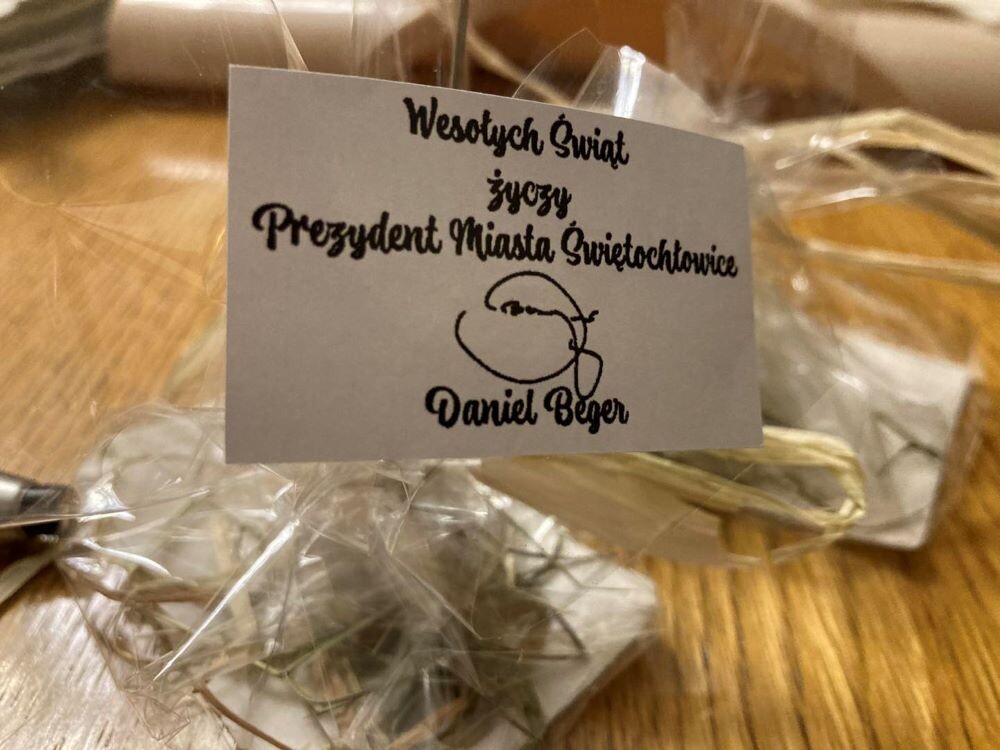 Wesołych Świąt
życzy
Prezydent Miasta Świętochłowice
Daniel Beger